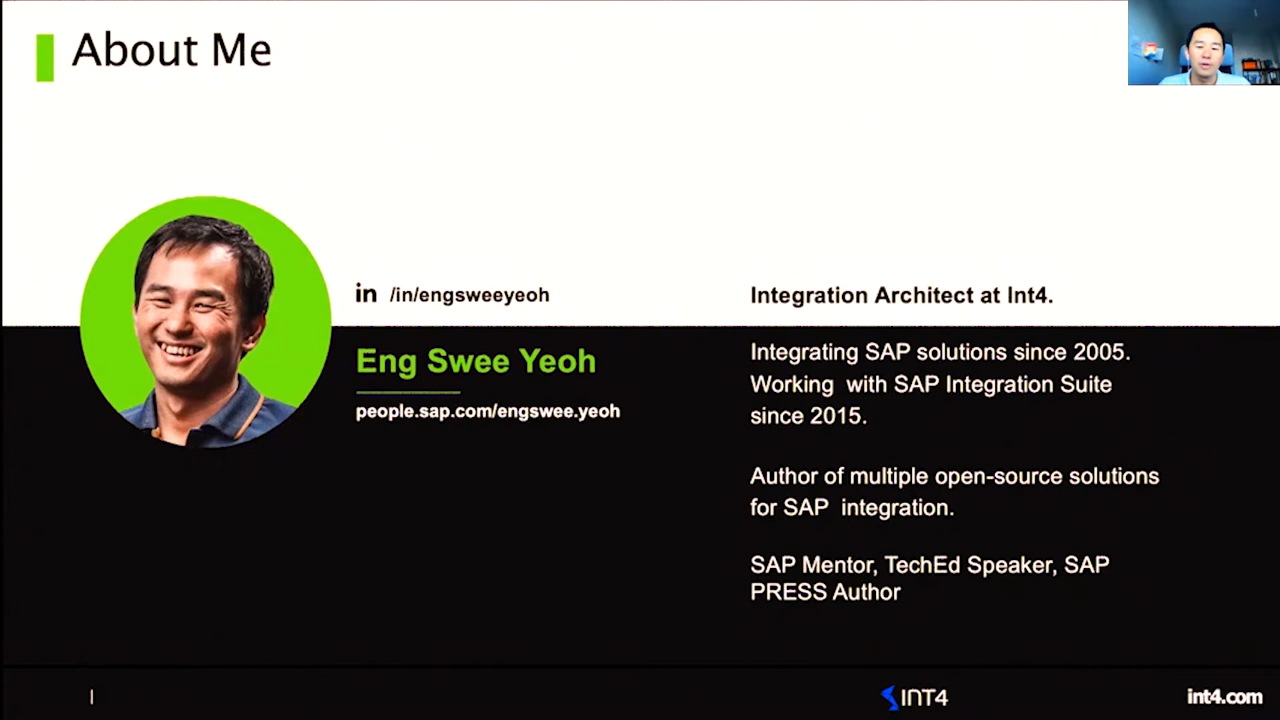 About Me
in /in/engsweeyeoh
Eng Swee Yeoh
people.sap.com/engswee.yeoh
Integration Architect at Int4.
Integrating SAP solutions since 2005.
Working with SAP Integration Suite
since 2015.
Author of multiple open-source solutions
for SAP integration.
SAP Mentor, TechEd Speaker, SAP
PRESS Author
INT4
int4.com